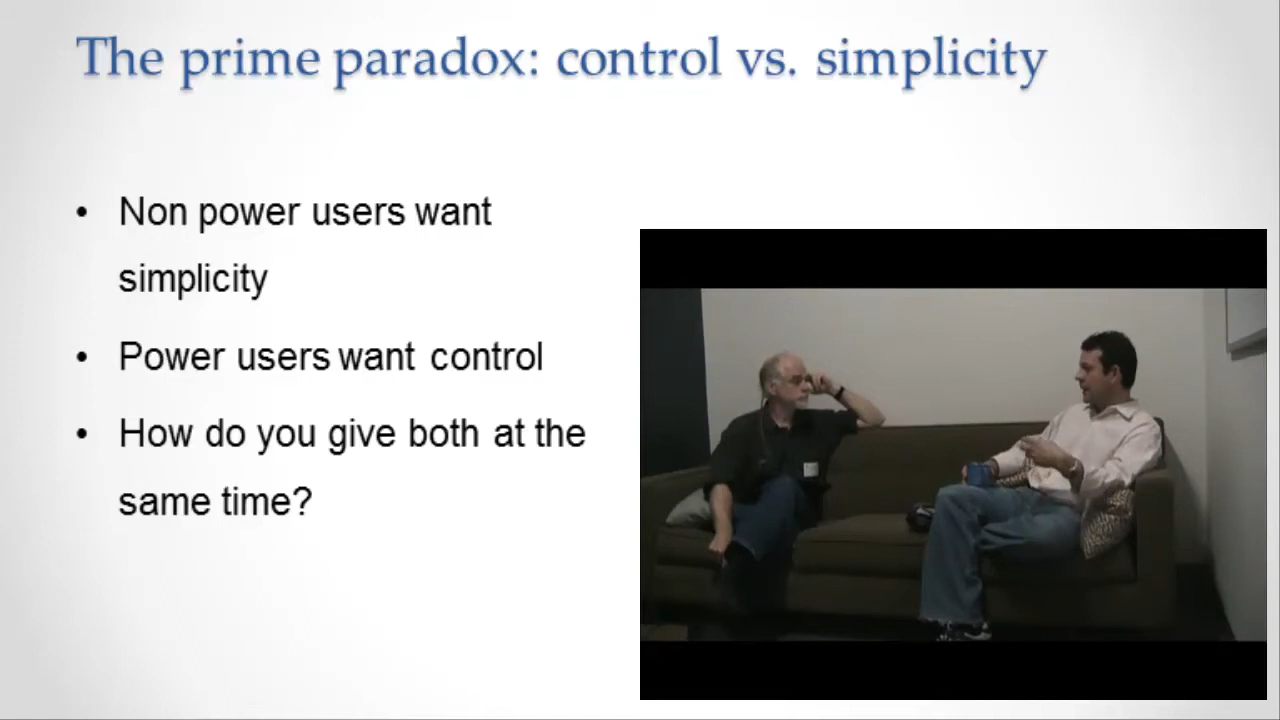 The prime paradox: control vs. simplicity
• Non power users want
simplicity
• Power users want control
• How do you give both at the
same time?